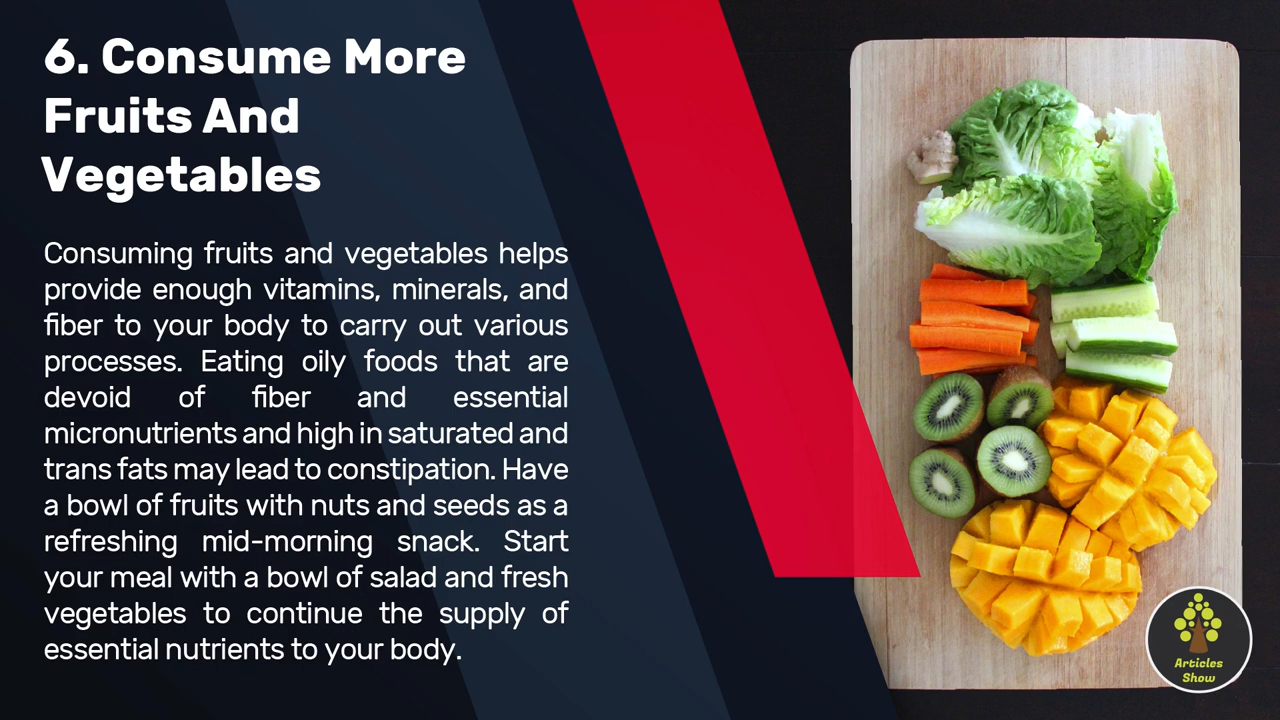 6. Consume More
Fruits And
Vegetables
Consuming fruits and vegetables helps
provide enough vitamins, minerals, and
fiber to your body to carry out various
processes. Eating oily foods that are
devoid of fiber and essential
micronutrients and high in saturated and
trans fats may lead to constipation. Have
a bowl of fruits with nuts and seeds as a
refreshing mid-morning snack. Start
your meal with a bowl of salad and fresh
vegetables to continue the supply of
essential nutrients to your body.
Articles
Show